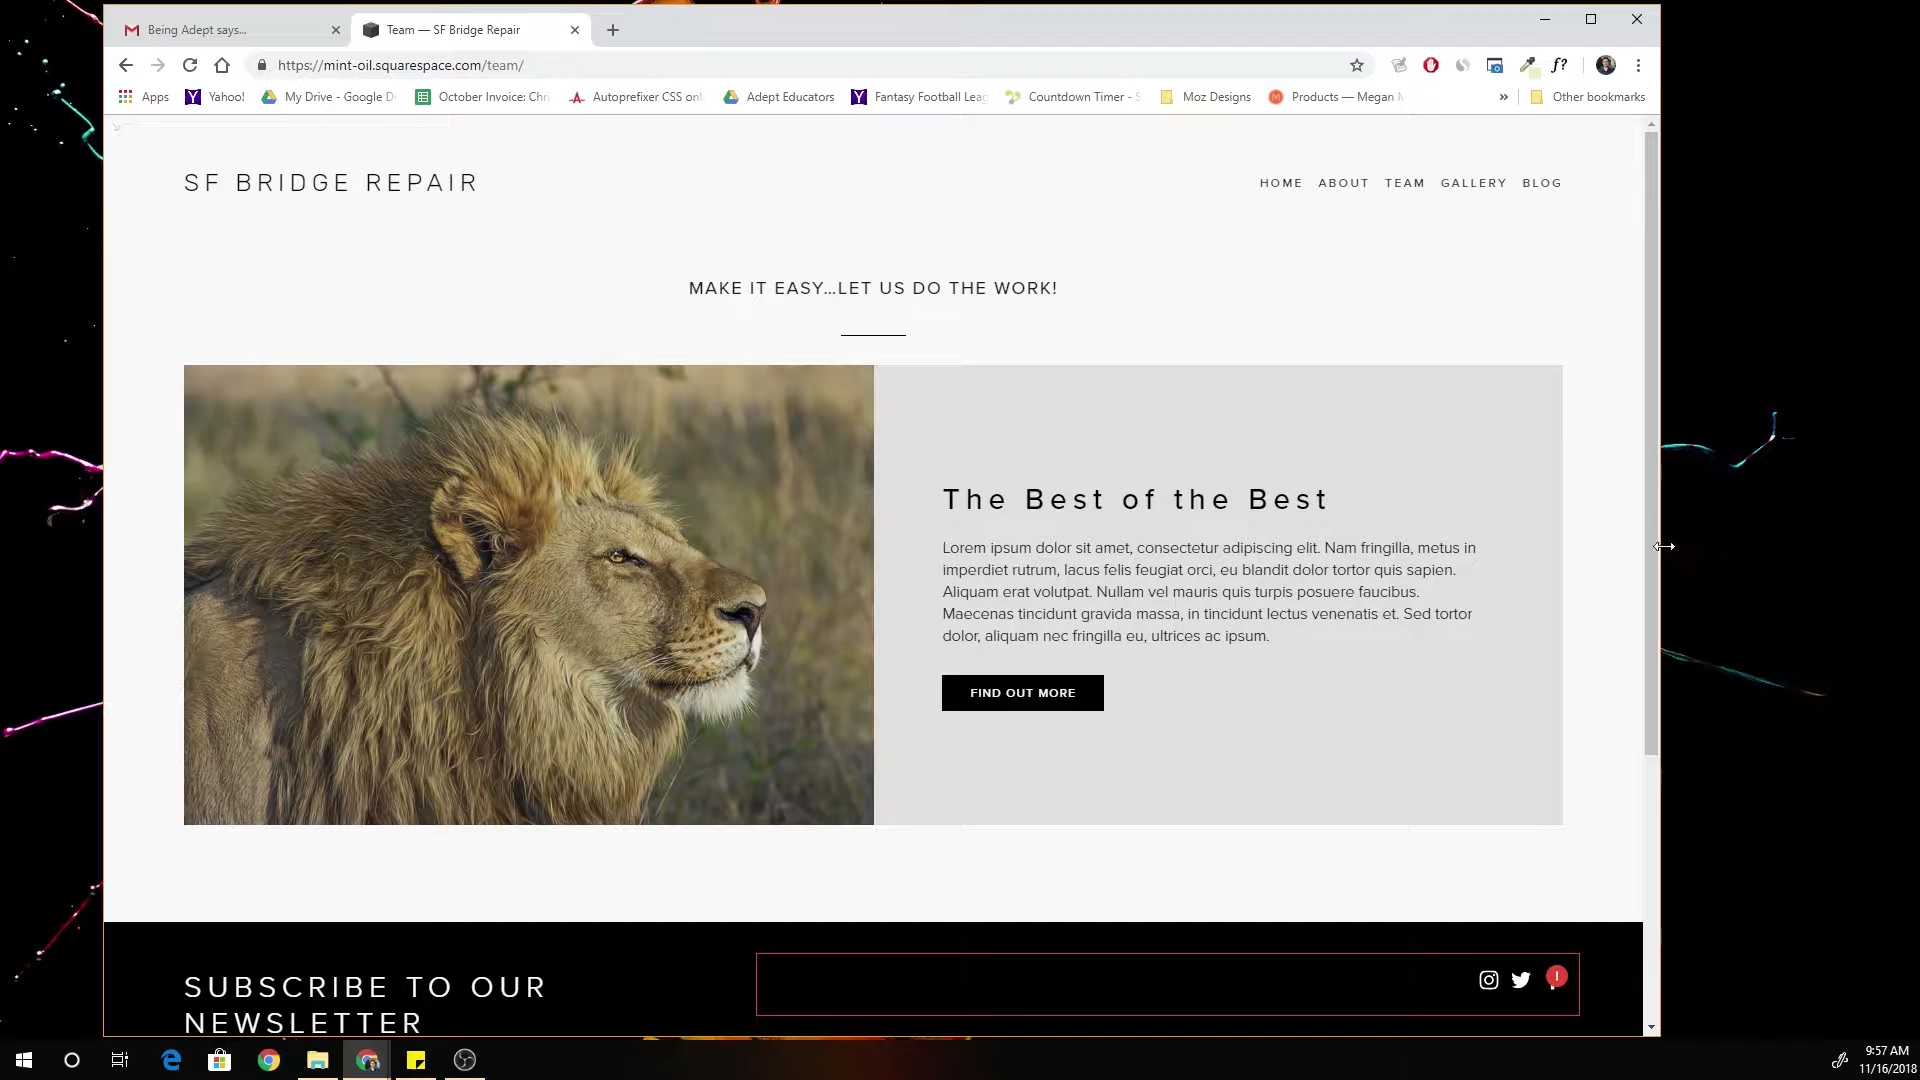 Being Adept says...
Team — SF Bridge Repair
https://mint-oil.squarespace.com/team/
f?
Apps
Yahoo!
My Drive - Google D
October Invoice: Chri
Autoprefixer CSS onl
Adept Educators
Fantasy Football Leag
Countdown Timer - S
Moz Designs
Products — Megan M
»
Other bookmarks
SF BRIDGE REPAIR
HOME ABOUT TEAM GALLERY BLOG
MAKE IT EASY...LET US DO THE WORK!
The Best of the Best
Lorem ipsum dolor sit amet, consectetur adipiscing elit. Nam fringilla, metus in
imperdiet rutrum, lacus felis feugiat orci, eu blandit dolor tortor quis sapien.
Aliquam erat volutpat. Nullam vel mauris quis turpis posuere faucibus.
Maecenas tincidunt gravida massa, in tincidunt lectus venenatis et. Sed tortor
dolor, aliquam nec fringilla eu, ultrices ac ipsum.
FIND OUT MORE
SUBSCRIBE TO OUR
NEWSLETTER
9:57 AM
11/16/2018